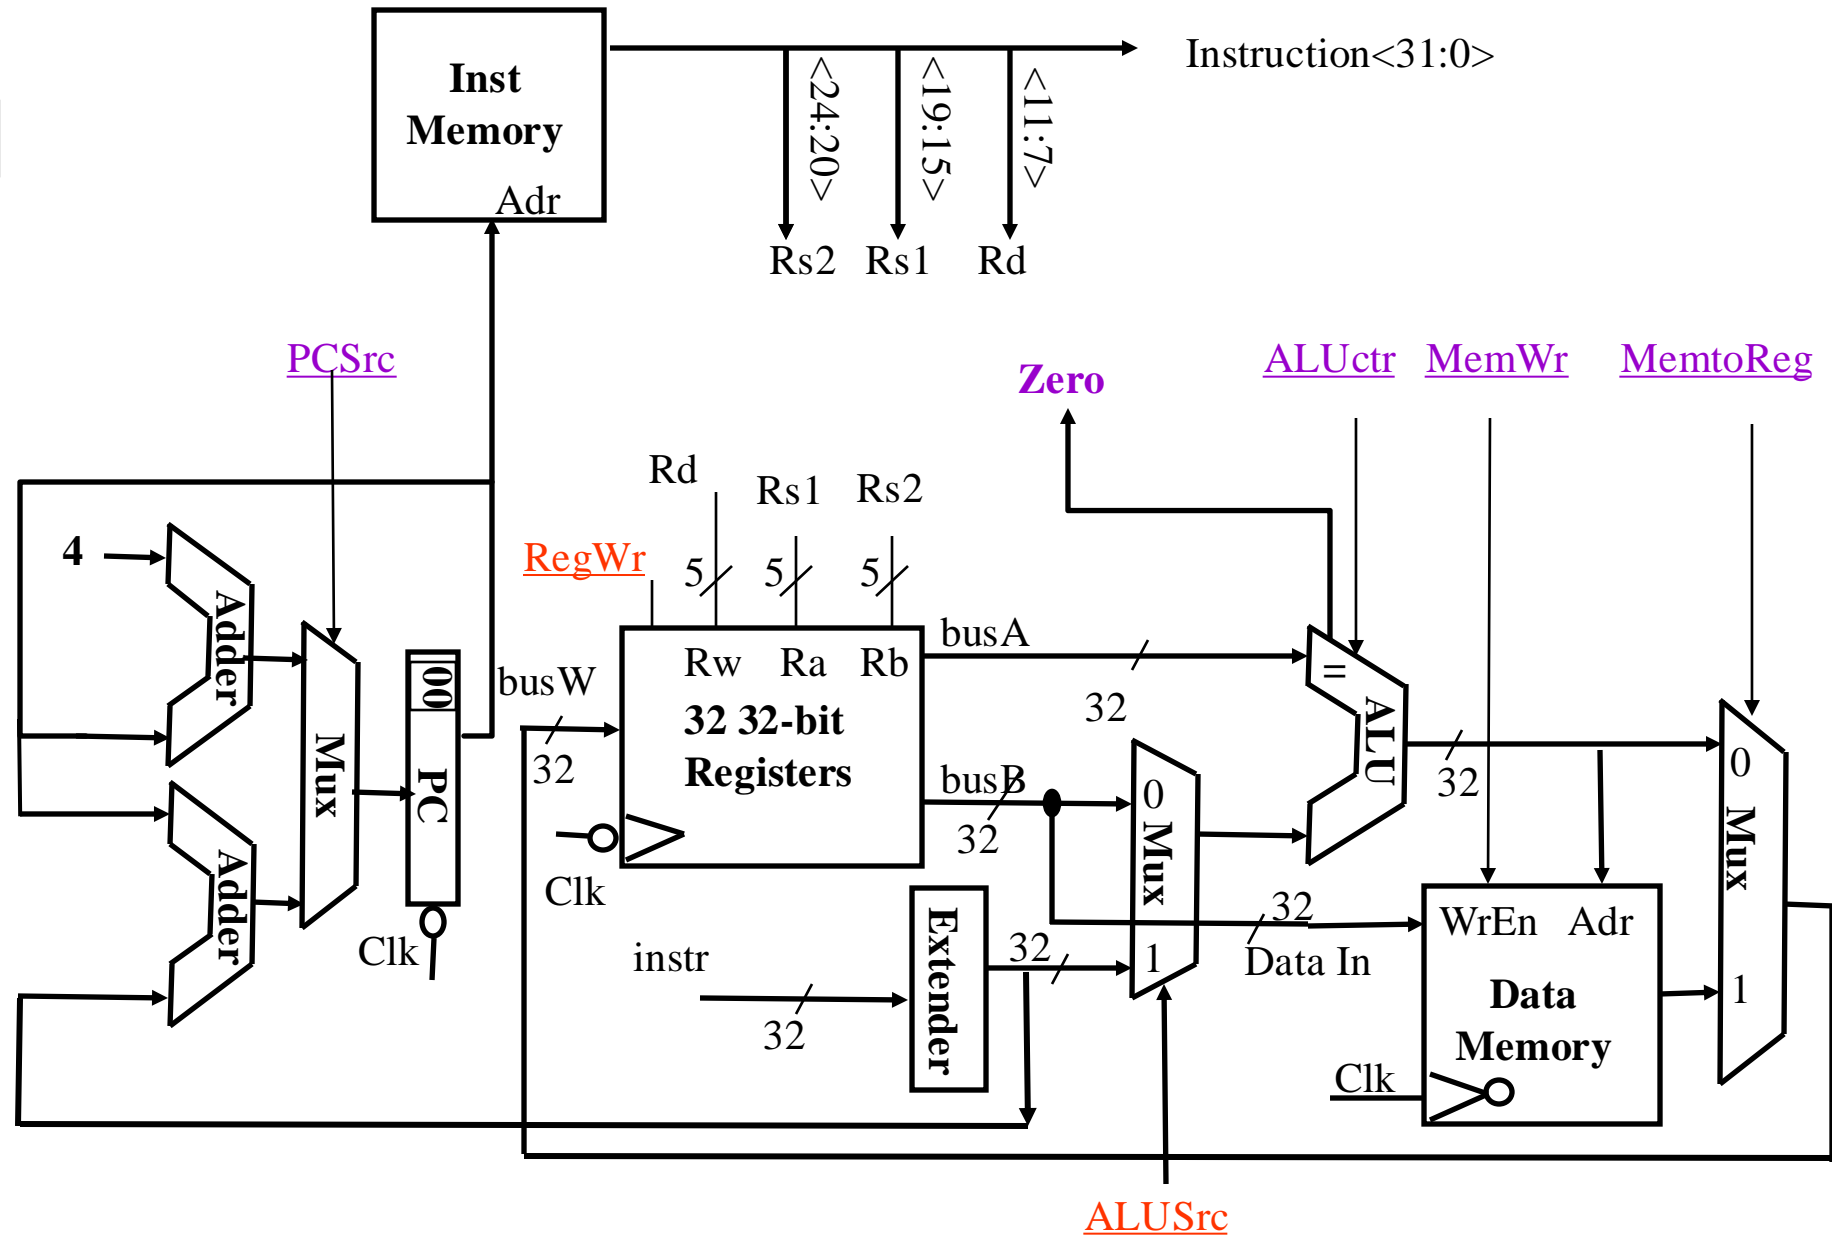 Inst
Memory
Adr
Instruction<31:0>
<24:20>
<19:15>
<11:7>
Rs2
Rs1
Rd
PCSrc
Zero
ALUctr
MemWr
MemtoReg
Rd
Rs1
Rs2
4
RegWr
5
5
5
Adder
busW
32
Rw
Ra
Rb
32 32-bit
Registers
busA
32
busB
32
=
ALU
32
0
Mux
1
00
PC
Mux
Clk
Adder
Clk
instr
32
Extender
32
0
Mux
1
32
Data In
WrEn
Adr
Data
Memory
Clk
ALUSrc